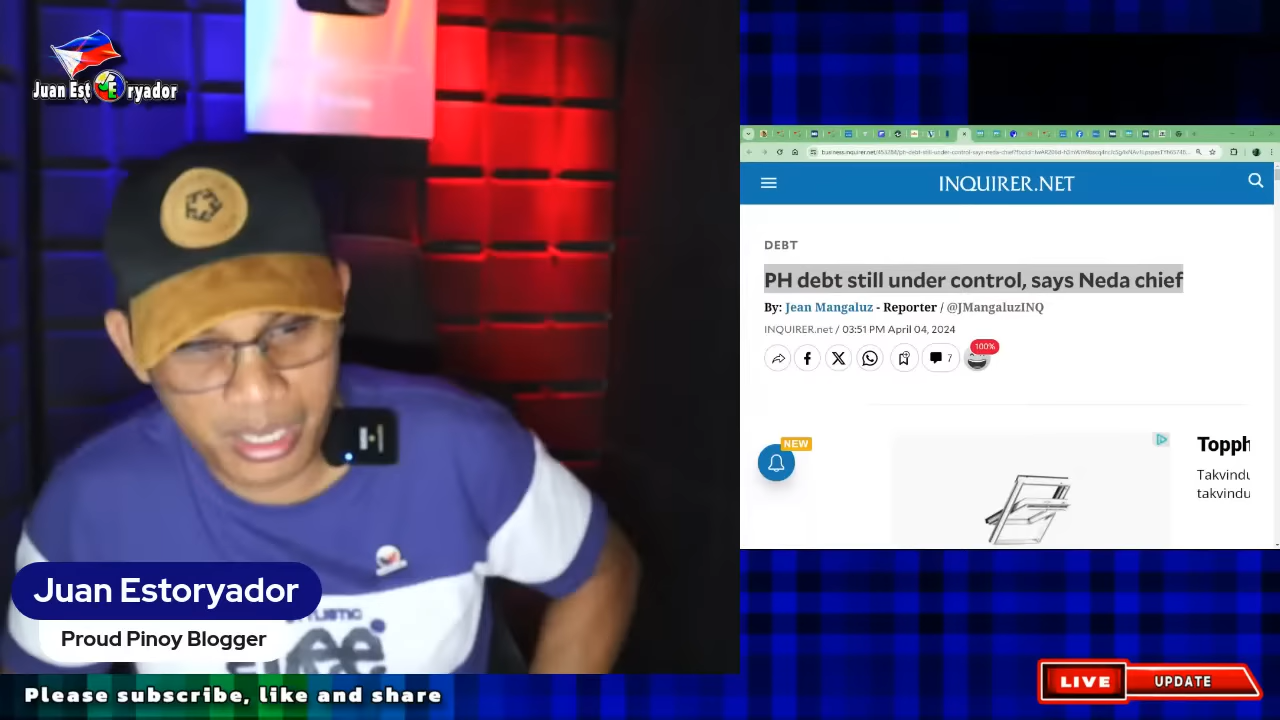 Juan Est ryador
Juan Estoryador
Proud Pinoy Blogger
Please subscribe, like and share
INQUIRER.NET
DEBT
PH debt still under control, says Neda chief
By: Jean Mangaluz - Reporter / @JMangaluzINQ
INQUIRER.net / 03:51 PM April 04, 2024
7
100%
NEW
Topph
Takvindu
takvindu
LIVE UPDATE